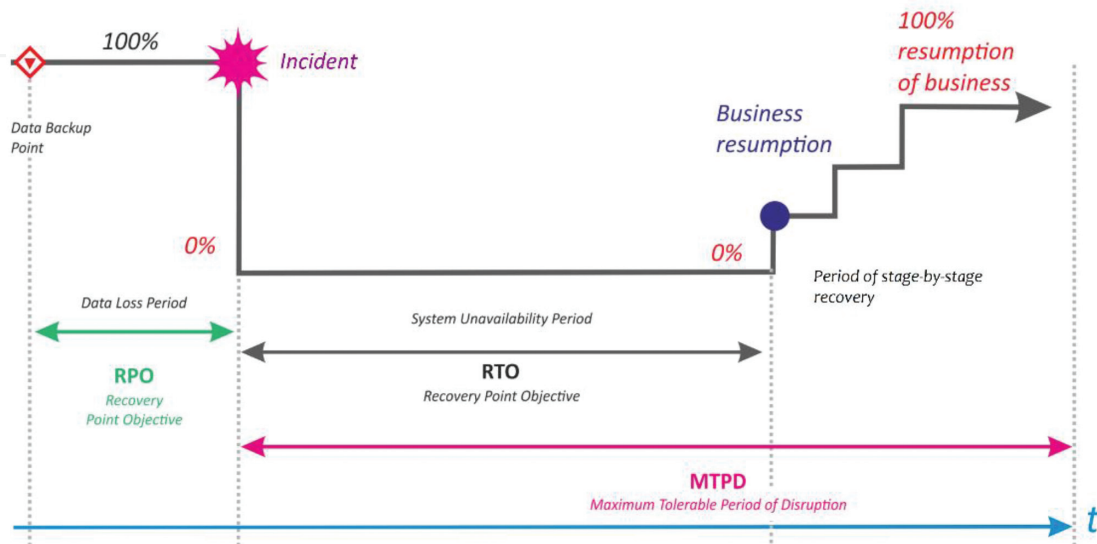 100%
Incident
100%
resumption
of business
Data Backup
Point
Business
resumption
0%
0%
Period of stage-by-stage
recovery
Data Loss Period
System Unavailability Period
RPO
Recovery
Point Objective
RTO
Recovery Point Objective
MTPD
Maximum Tolerable Period of Disruption
t